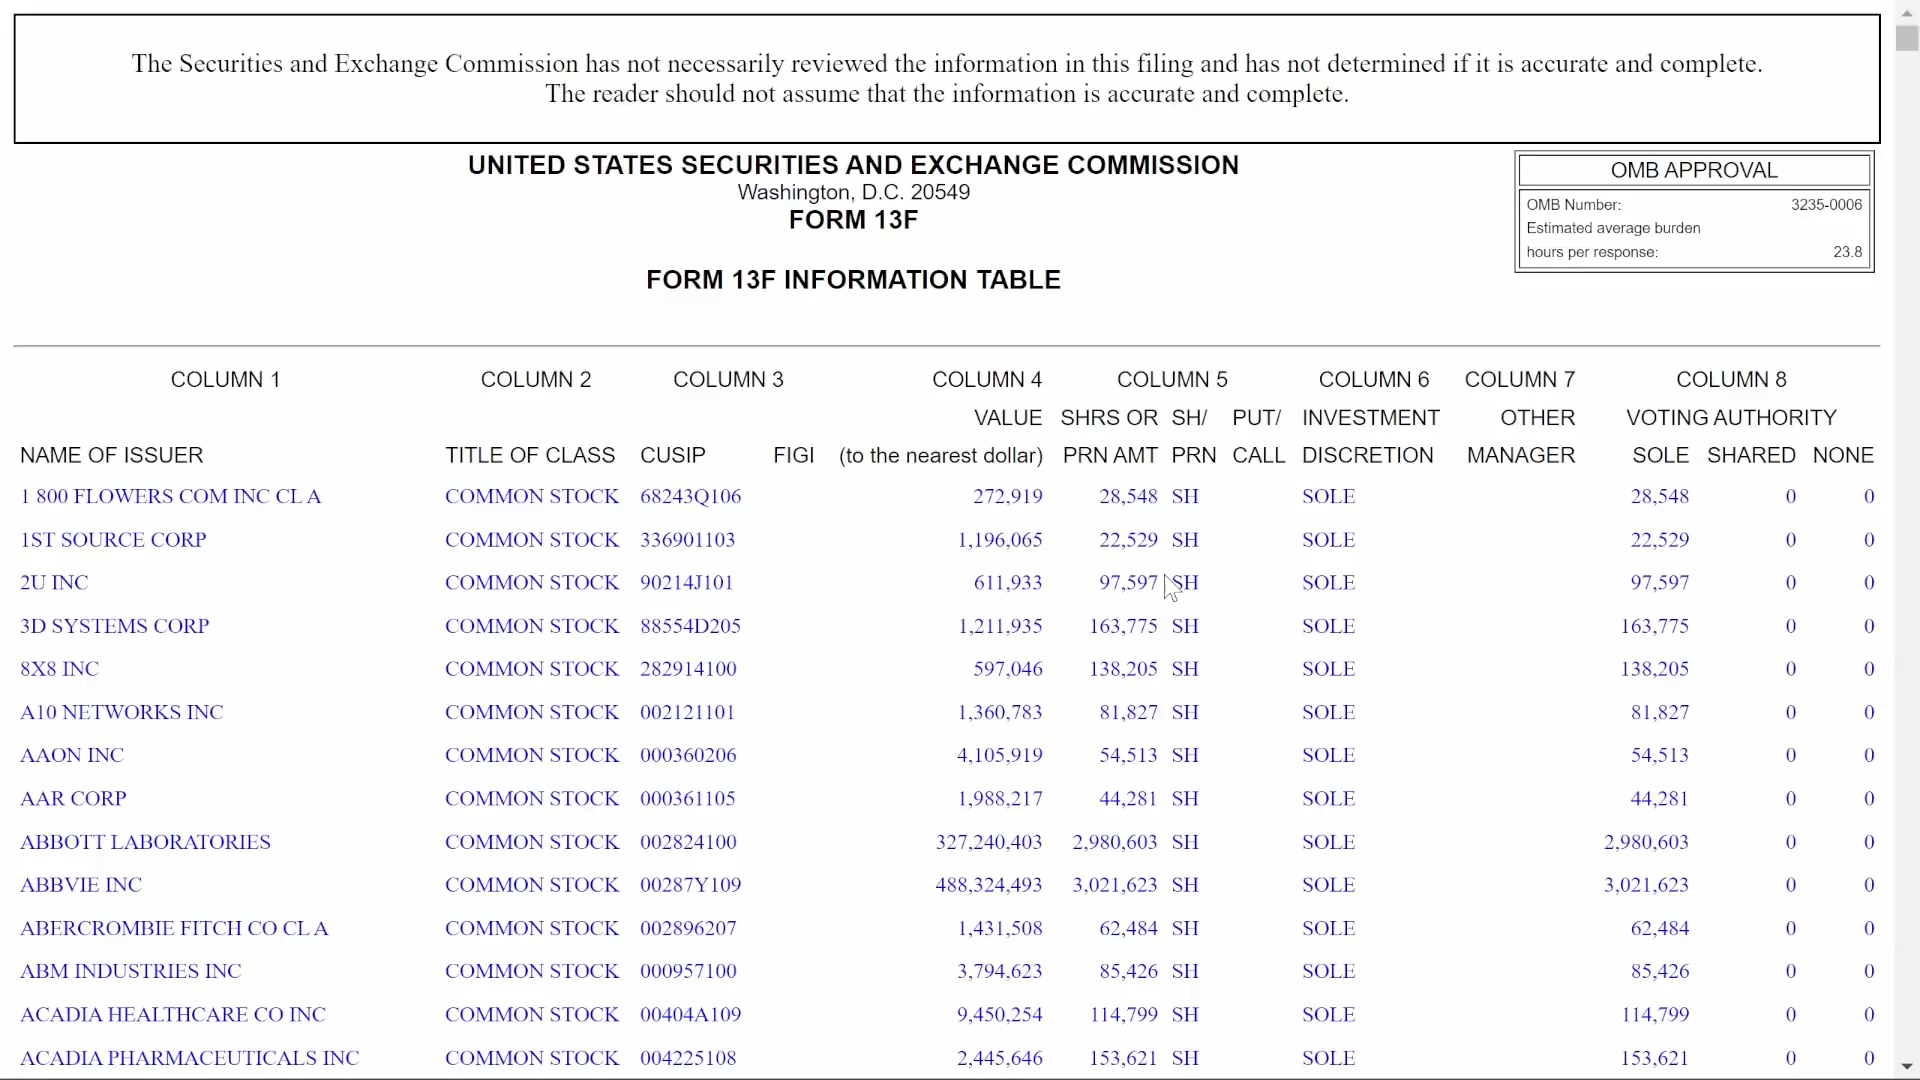 The Securities and Exchange Commission has not necessarily reviewed the information in this filing and has not determined if it is accurate and complete.
The reader should not assume that the information is accurate and complete.
UNITED STATES SECURITIES AND EXCHANGE COMMISSION
Washington, D.C. 20549
FORM 13F
FORM 13F INFORMATION TABLE
OMB APPROVAL
OMB Number: 3235-0006
Estimated average burden
hours per response: 23.8
COLUMN 1 COLUMN 2 COLUMN 3 COLUMN 4 COLUMN 5 COLUMN 6 COLUMN 7 COLUMN 8
VALUE SHRS OR SH/ PUT/ INVESTMENT OTHER VOTING AUTHORITY
NAME OF ISSUER TITLE OF CLASS CUSIP FIGI (to the nearest dollar) PRN AMT PRN CALL DISCRETION MANAGER SOLE SHARED NONE
1 800 FLOWERS COM INC CL A COMMON STOCK 68243Q106 272,919 28,548 SH SOLE 28,548 0 0
1ST SOURCE CORP COMMON STOCK 336901103 1,196,065 22,529 SH SOLE 22,529 0 0
2U INC COMMON STOCK 90214J101 611,933 97,597 SH SOLE 97,597 0 0
3D SYSTEMS CORP COMMON STOCK 88554D205 1,211,935 163,775 SH SOLE 163,775 0 0
8X8 INC COMMON STOCK 282914100 597,046 138,205 SH SOLE 138,205 0 0
A10 NETWORKS INC COMMON STOCK 002121101 1,360,783 81,827 SH SOLE 81,827 0 0
AAON INC COMMON STOCK 000360206 4,105,919 54,513 SH SOLE 54,513 0 0
AAR CORP COMMON STOCK 000361105 1,988,217 44,281 SH SOLE 44,281 0 0
ABBOTT LABORATORIES COMMON STOCK 002824100 327,240,403 2,980,603 SH SOLE 2,980,603 0 0
ABBVIE INC COMMON STOCK 00287Y109 488,324,493 3,021,623 SH SOLE 3,021,623 0 0
ABERCROMBIE FITCH CO CL A COMMON STOCK 002896207 1,431,508 62,484 SH SOLE 62,484 0 0
ABM INDUSTRIES INC COMMON STOCK 000957100 3,794,623 85,426 SH SOLE 85,426 0 0
ACADIA HEALTHCARE CO INC COMMON STOCK 00404A109 9,450,254 114,799 SH SOLE 114,799 0 0
ACADIA PHARMACEUTICALS INC COMMON STOCK 004225108 2,445,646 153,621 SH SOLE 153,621 0 0